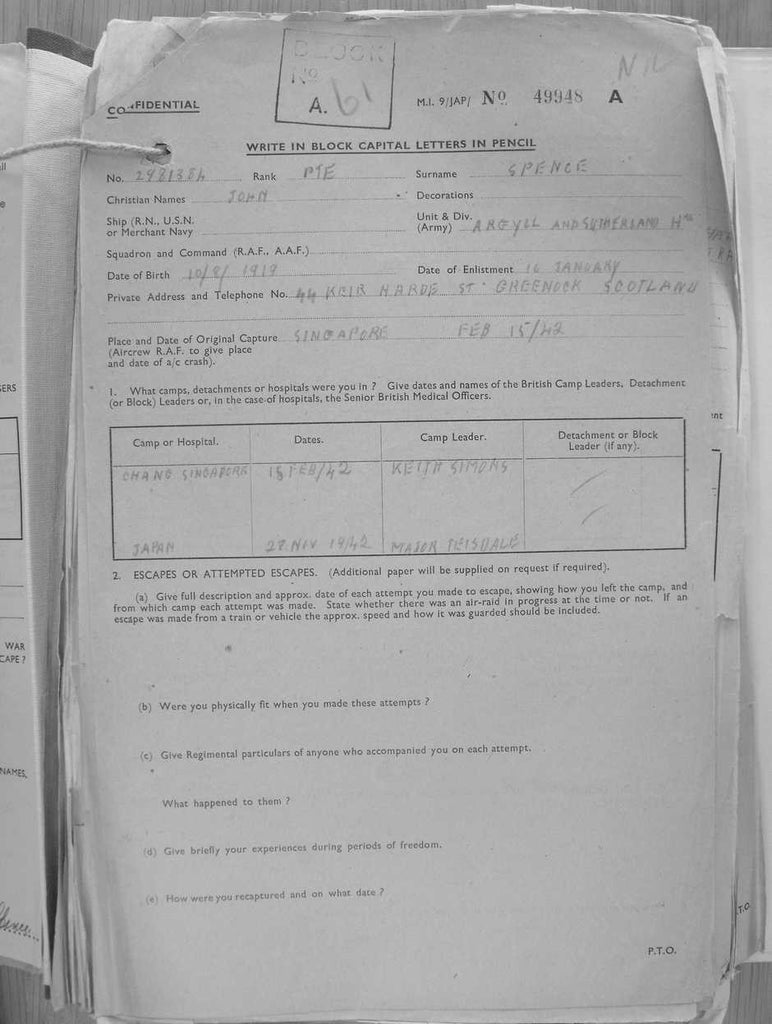 BLOCK
No
A. 61
NIL
CONFIDENTIAL
M.I. 9/JAP/ No. 49948 A
WRITE IN BLOCK CAPITAL LETTERS IN PENCIL
No. 2981384 Rank PTE Surname SPENCE
Christian Names JOHN Decorations
Ship (R.N., U.S.N.
or Merchant Navy
Unit & Div.
(Army) ARGYLL AND SUTHERLAND H
Squadron and Command (R.A.F., A.A.F.)
Date of Birth 10/8/1919 Date of Enlistment 16 JANUARY
Private Address and Telephone No. 44 KEIR HARDE ST GREENOCK SCOTLAND
Place and Date of Original Capture SINGAPORE FEB 15/42
(Aircrew R.A.F. to give place
and date of a/c crash).
1. What camps, detachments or hospitals were you in ? Give dates and names of the British Camp Leaders, Detachment
(or Block) Leaders or, in the case of hospitals, the Senior British Medical Officers.
Camp or Hospital. Dates. Camp Leader. Detachment or Block
Leader (if any).
CHANG SINGAPORE 15 FEB/42 KEITH SIMONS
JAPAN 27 NOV 1942 MAJOR
2. ESCAPES OR ATTEMPTED ESCAPES. (Additional paper will be supplied on request if required).
(a) Give full description and approx. date of each attempt you made to escape, showing how you left the camp, and
from which camp each attempt was made. State whether there was an air-raid in progress at the time or not. If an
escape was made from a train or vehicle the approx. speed and how it was guarded should be included.
(b) Were you physically fit when you made these attempts ?
(c) Give Regimental particulars of anyone who accompanied you on each attempt.
What happened to them ?
(d) Give briefly your experiences during periods of freedom.
(e) How were you recaptured and on what date ?
P.T.O.
WAR
CAPE ?
NAMES,
T.O.